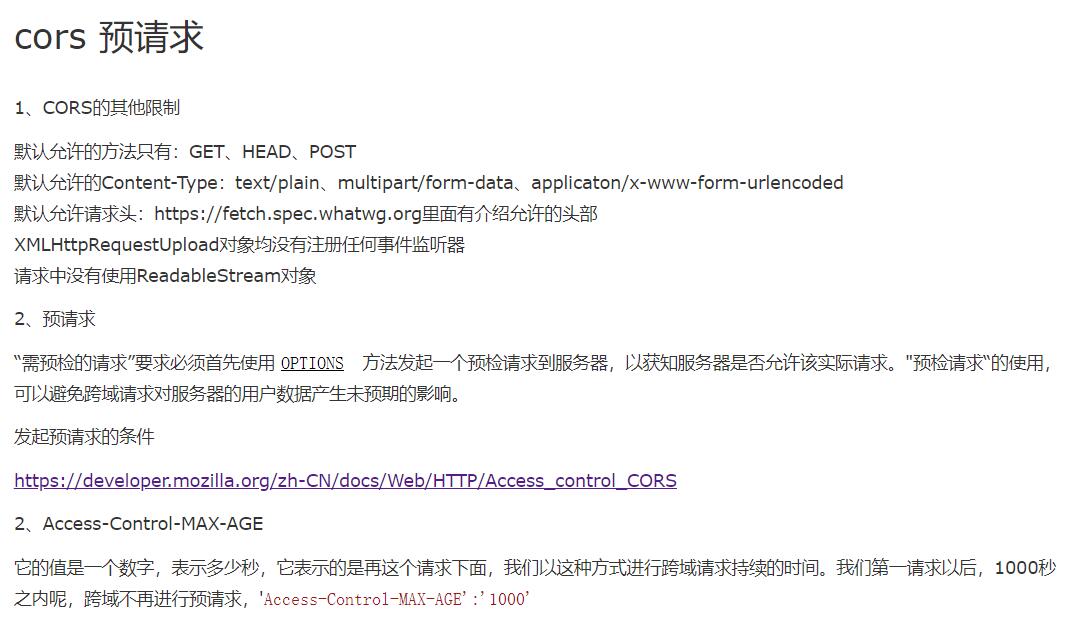 cors 预请求
1、CORS的其他限制
默认允许的方法只有：GET、HEAD、POST
默认允许的Content-Type：text/plain、multipart/form-data、applicaton/x-www-form-urlencoded
默认允许请求头：https://fetch.spec.whatwg.org里面有介绍允许的头部
XMLHttpRequestUpload对象均没有注册任何事件监听器
请求中没有使用ReadableStream对象
2、预请求
“需预检的请求”要求必须首先使用 OPTIONS 方法发起一个预检请求到服务器，以获知服务器是否允许该实际请求。"预检请求“的使用，
可以避免跨域请求对服务器的用户数据产生未预期的影响。
发起预请求的条件
https://developer.mozilla.org/zh-CN/docs/Web/HTTP/Access_control_CORS
2、Access-Control-MAX-AGE
它的值是一个数字，表示多少秒，它表示的是再这个请求下面，我们以这种方式进行跨域请求持续的时间。我们第一请求以后，1000秒
之内呢，跨域不再进行预请求，'Access-Control-MAX-AGE':'1000'